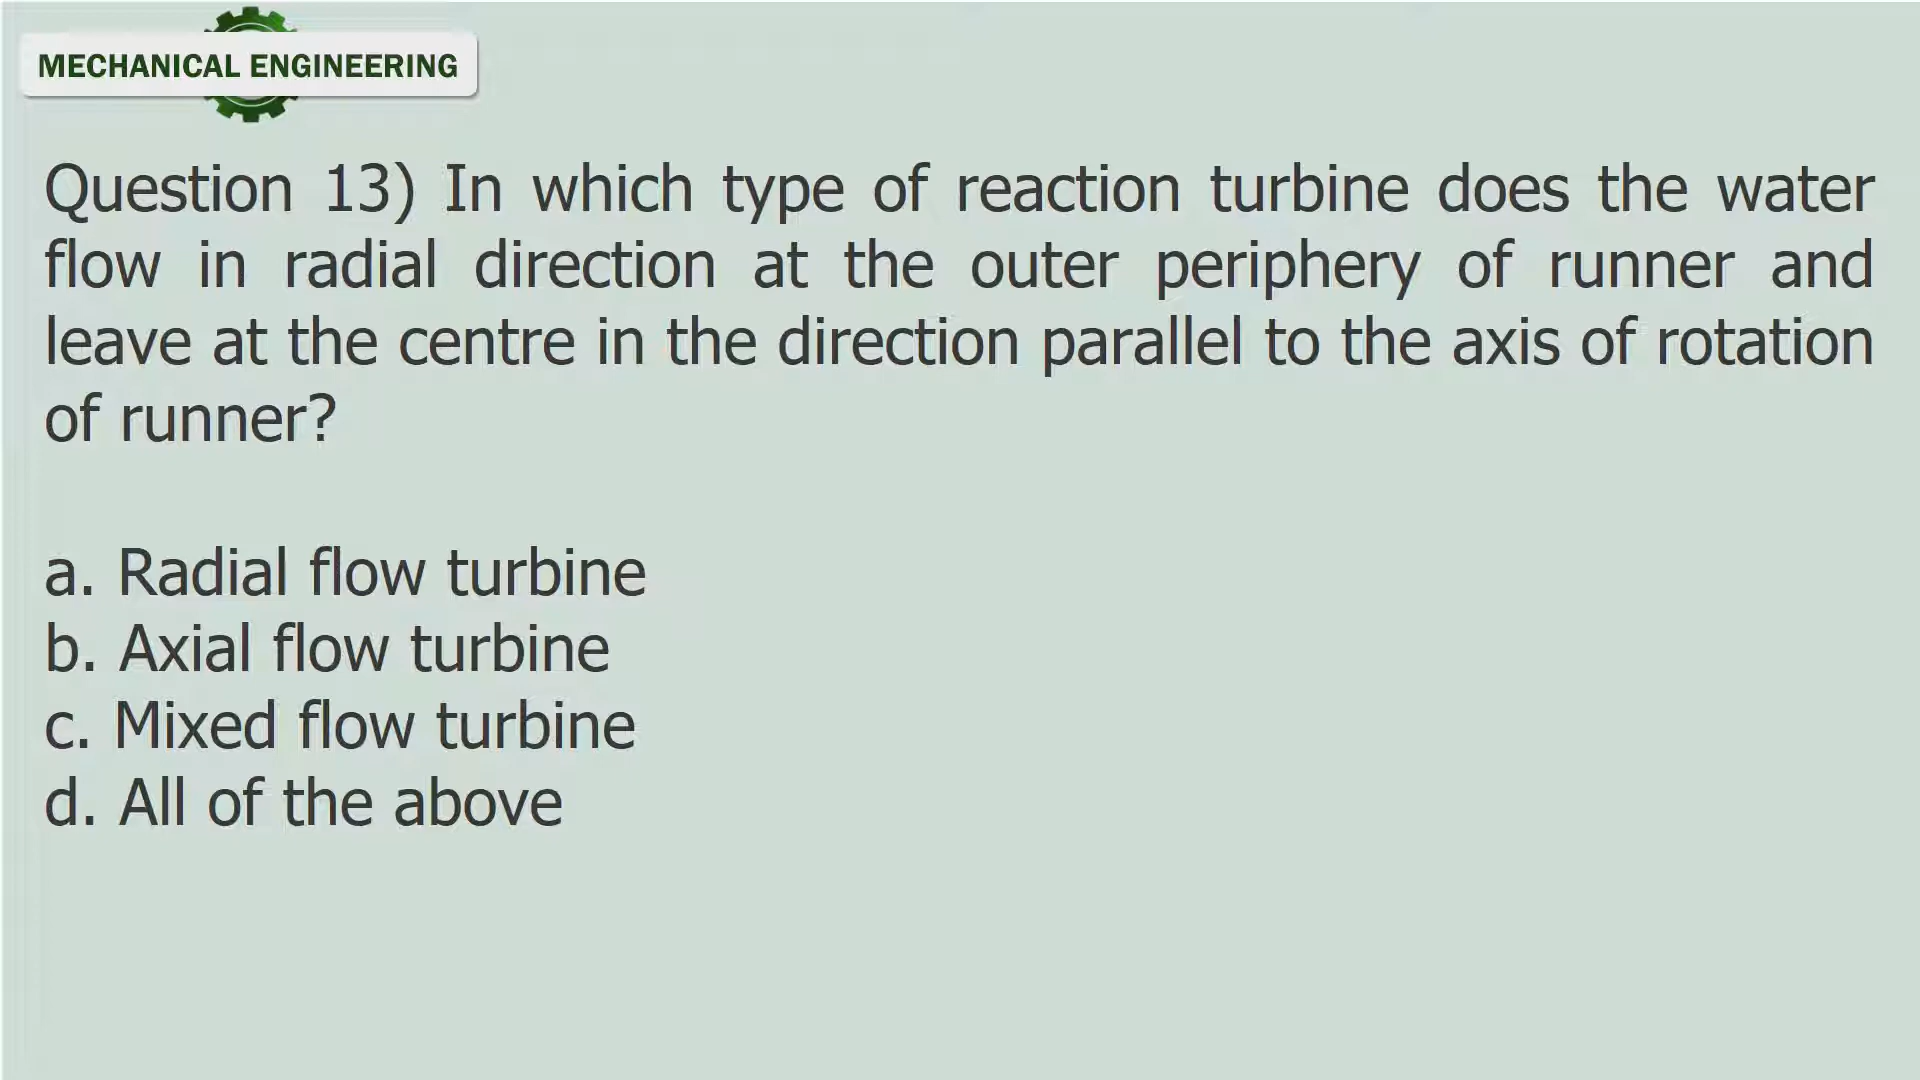 MECHANICAL ENGINEERING
Question 13) In which type of reaction turbine does the water
flow in radial direction at the outer periphery of runner and
leave at the centre in the direction parallel to the axis of rotation
of runner?
a. Radial flow turbine
b. Axial flow turbine
c. Mixed flow turbine
d. All of the above